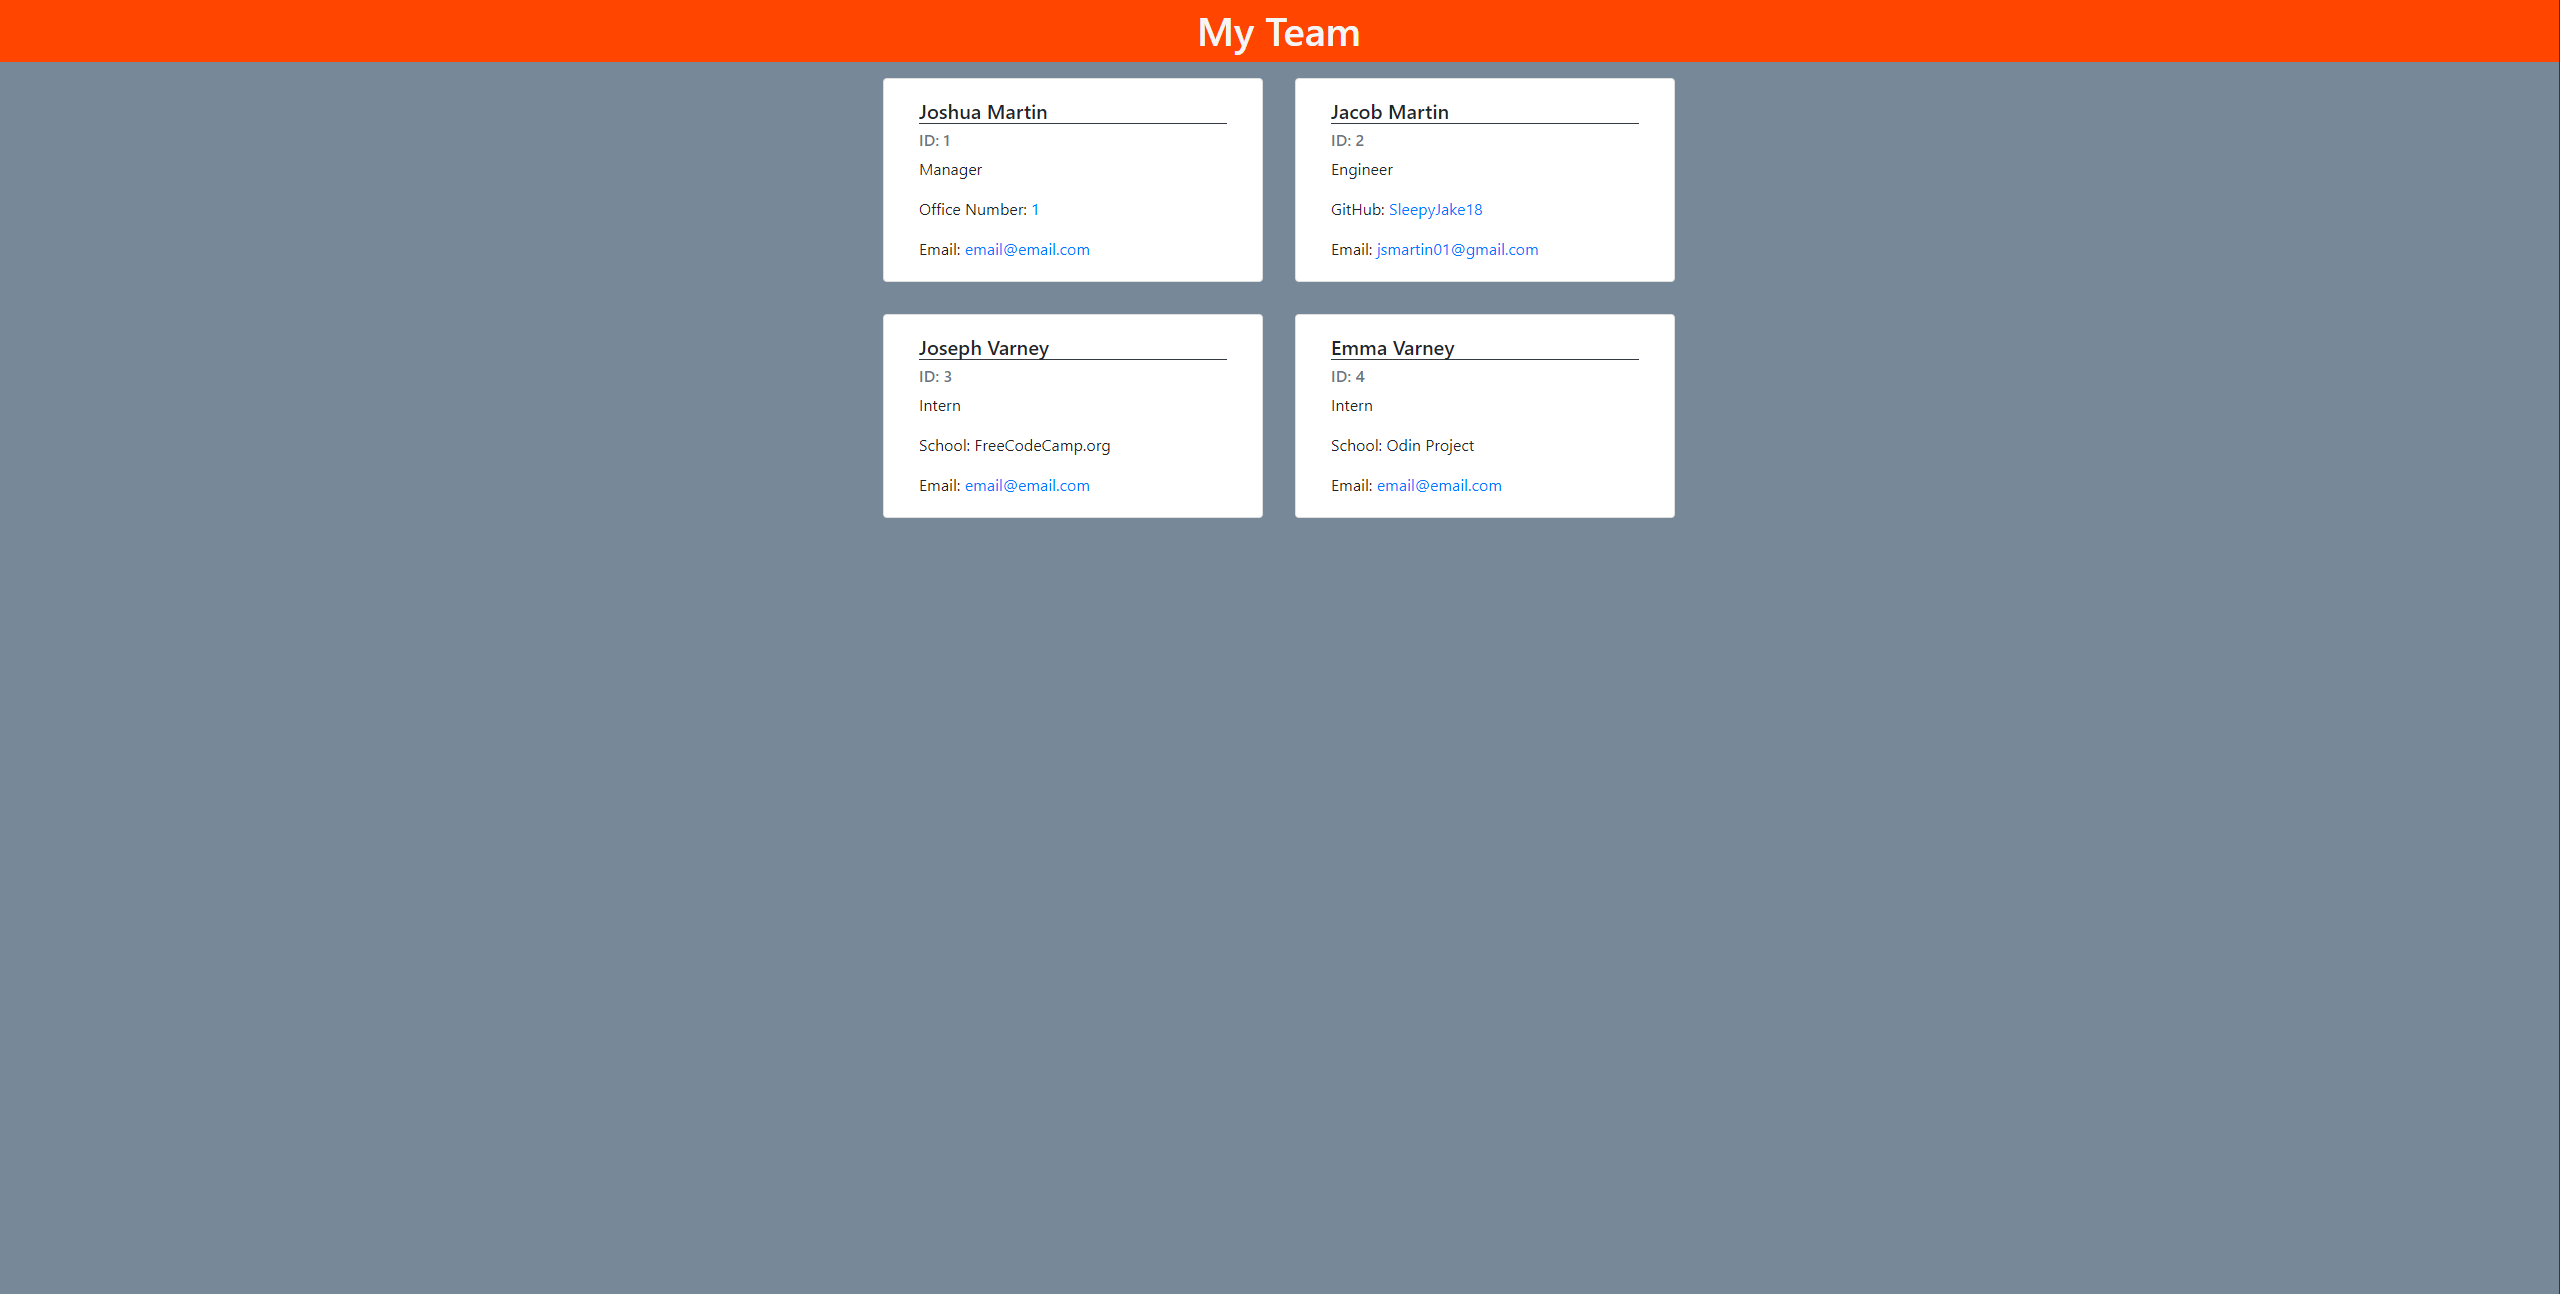 My Team
Joshua Martin
ID: 1
Manager
Office Number: 1
Email: email@email.com
Jacob Martin
ID: 2
Engineer
GitHub: SleepyJake18
Email: jsmartin01@gmail.com
Joseph Varney
ID: 3
Intern
School: FreeCodeCamp.org
Email: email@email.com
Emma Varney
ID: 4
Intern
School: Odin Project
Email: email@email.com